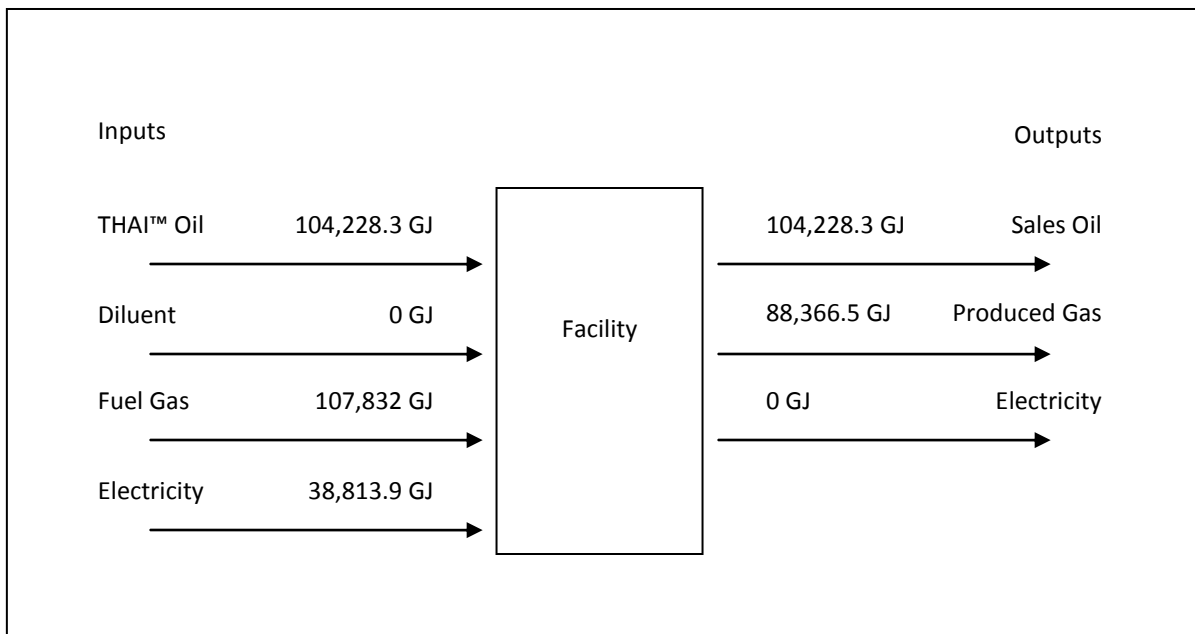 Inputs
Outputs
THAI™ Oil 104,228.3 GJ 104,228.3 GJ Sales Oil
Diluent 0 GJ 88,366.5 GJ Produced Gas
Facility
Fuel Gas 107,832 GJ 0 GJ Electricity
Electricity 38,813.9 GJ